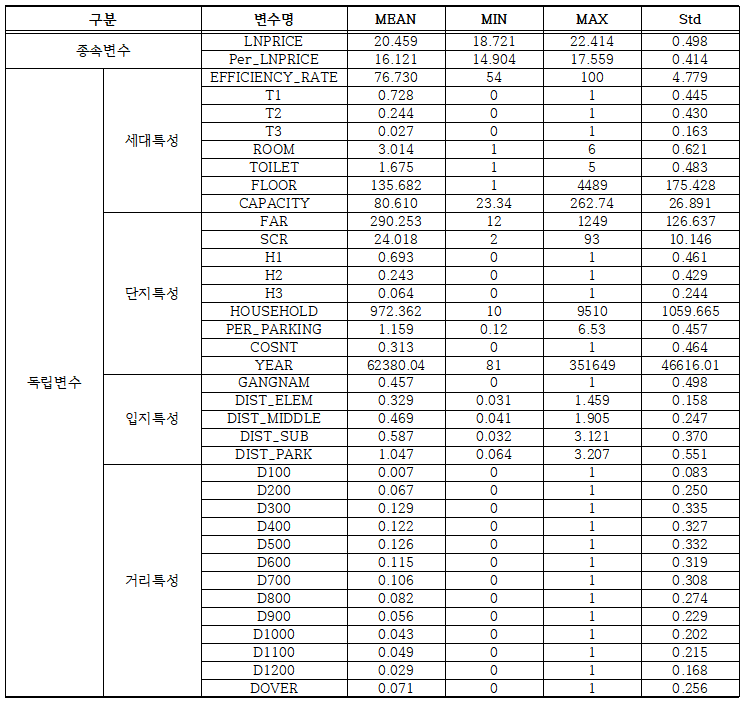 구분 변수명 MEAN MIN MAX Std
종속변수 LNPRICE 20.459 18.721 22.414 0.498
Per_LNPRICE 16.121 14.904 17.559 0.414
독립변수 세대특성 EFFICIENCY_RATE 76.730 54 100 4.779
T1 0.728 0 1 0.445
T2 0.244 0 1 0.430
T3 0.027 0 1 0.163
ROOM 3.014 1 6 0.621
TOILET 1.675 1 5 0.483
FLOOR 135.682 1 4489 175.428
CAPACITY 80.610 23.34 262.74 26.891
단지특성 FAR 290.253 12 1249 126.637
SCR 24.018 2 93 10.146
H1 0.693 0 1 0.461
H2 0.243 0 1 0.429
H3 0.064 0 1 0.244
HOUSEHOLD 972.362 10 9510 1059.665
PER_PARKING 1.159 0.12 6.53 0.457
COSNT 0.313 0 1 0.464
YEAR 62380.04 81 351649 46616.01
입지특성 GANGNAM 0.457 0 1 0.498
DIST_ELEM 0.329 0.031 1.459 0.158
DIST_MIDDLE 0.469 0.041 1.905 0.247
DIST_SUB 0.587 0.032 3.121 0.370
DIST_PARK 1.047 0.064 3.207 0.551
거리특성 D100 0.007 0 1 0.083
D200 0.067 0 1 0.250
D300 0.129 0 1 0.335
D400 0.122 0 1 0.327
D500 0.126 0 1 0.332
D600 0.115 0 1 0.319
D700 0.106 0 1 0.308
D800 0.082 0 1 0.274
D900 0.056 0 1 0.229
D1000 0.043 0 1 0.202
D1100 0.049 0 1 0.215
D1200 0.029 0 1 0.168
DOVER 0.071 0 1 0.256